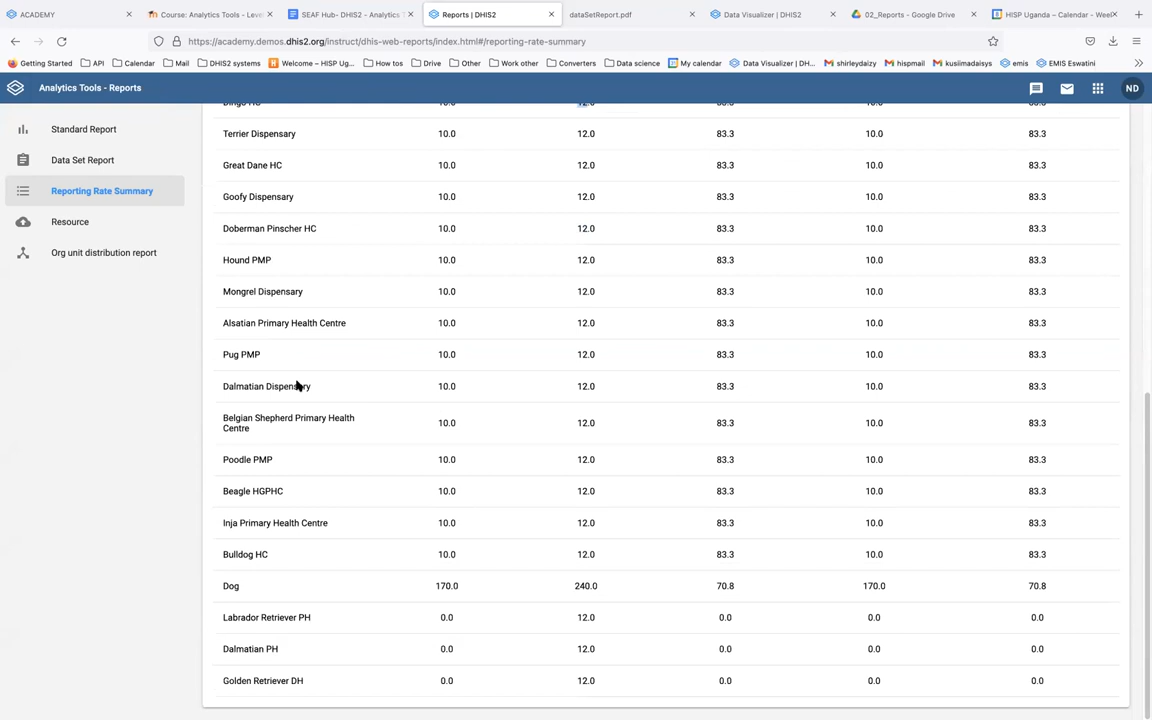 ACADEMY
Course: Analytics Tools - Level
SEAF Hub- DHIS2 - Analytics
Reports | DHIS2
dataSetReport.pdf
Data Visualizer | DHIS2
02_Reports - Google Drive
HISP Uganda – Calendar - Week
https://academy.demos.dhis2.org/instruct/dhis-web-reports/index.html#/reporting-rate-summary
Getting Started API Calendar Mail DHIS2 systems Welcome – HISP Ug... How tos Drive Other Work other Converters Data science My calendar Data Visualizer | DH... shirleydaizy hispmail kusiimadaisys emis EMIS Eswatini
Analytics Tools - Reports ND
Standard Report
Data Set Report
Reporting Rate Summary
Resource
Org unit distribution report
Dingo HC 10.0 12.0 83.3 10.0 83.3
Terrier Dispensary 10.0 12.0 83.3 10.0 83.3
Great Dane HC 10.0 12.0 83.3 10.0 83.3
Goofy Dispensary 10.0 12.0 83.3 10.0 83.3
Doberman Pinscher HC 10.0 12.0 83.3 10.0 83.3
Hound PMP 10.0 12.0 83.3 10.0 83.3
Mongrel Dispensary 10.0 12.0 83.3 10.0 83.3
Alsatian Primary Health Centre 10.0 12.0 83.3 10.0 83.3
Pug PMP 10.0 12.0 83.3 10.0 83.3
Dalmatian Dispensary 10.0 12.0 83.3 10.0 83.3
Belgian Shepherd Primary Health
Centre 10.0 12.0 83.3 10.0 83.3
Poodle PMP 10.0 12.0 83.3 10.0 83.3
Beagle HGPHC 10.0 12.0 83.3 10.0 83.3
Inja Primary Health Centre 10.0 12.0 83.3 10.0 83.3
Bulldog HC 10.0 12.0 83.3 10.0 83.3
Dog 170.0 240.0 70.8 170.0 70.8
Labrador Retriever PH 0.0 12.0 0.0 0.0 0.0
Dalmatian PH 0.0 12.0 0.0 0.0 0.0
Golden Retriever DH 0.0 12.0 0.0 0.0 0.0